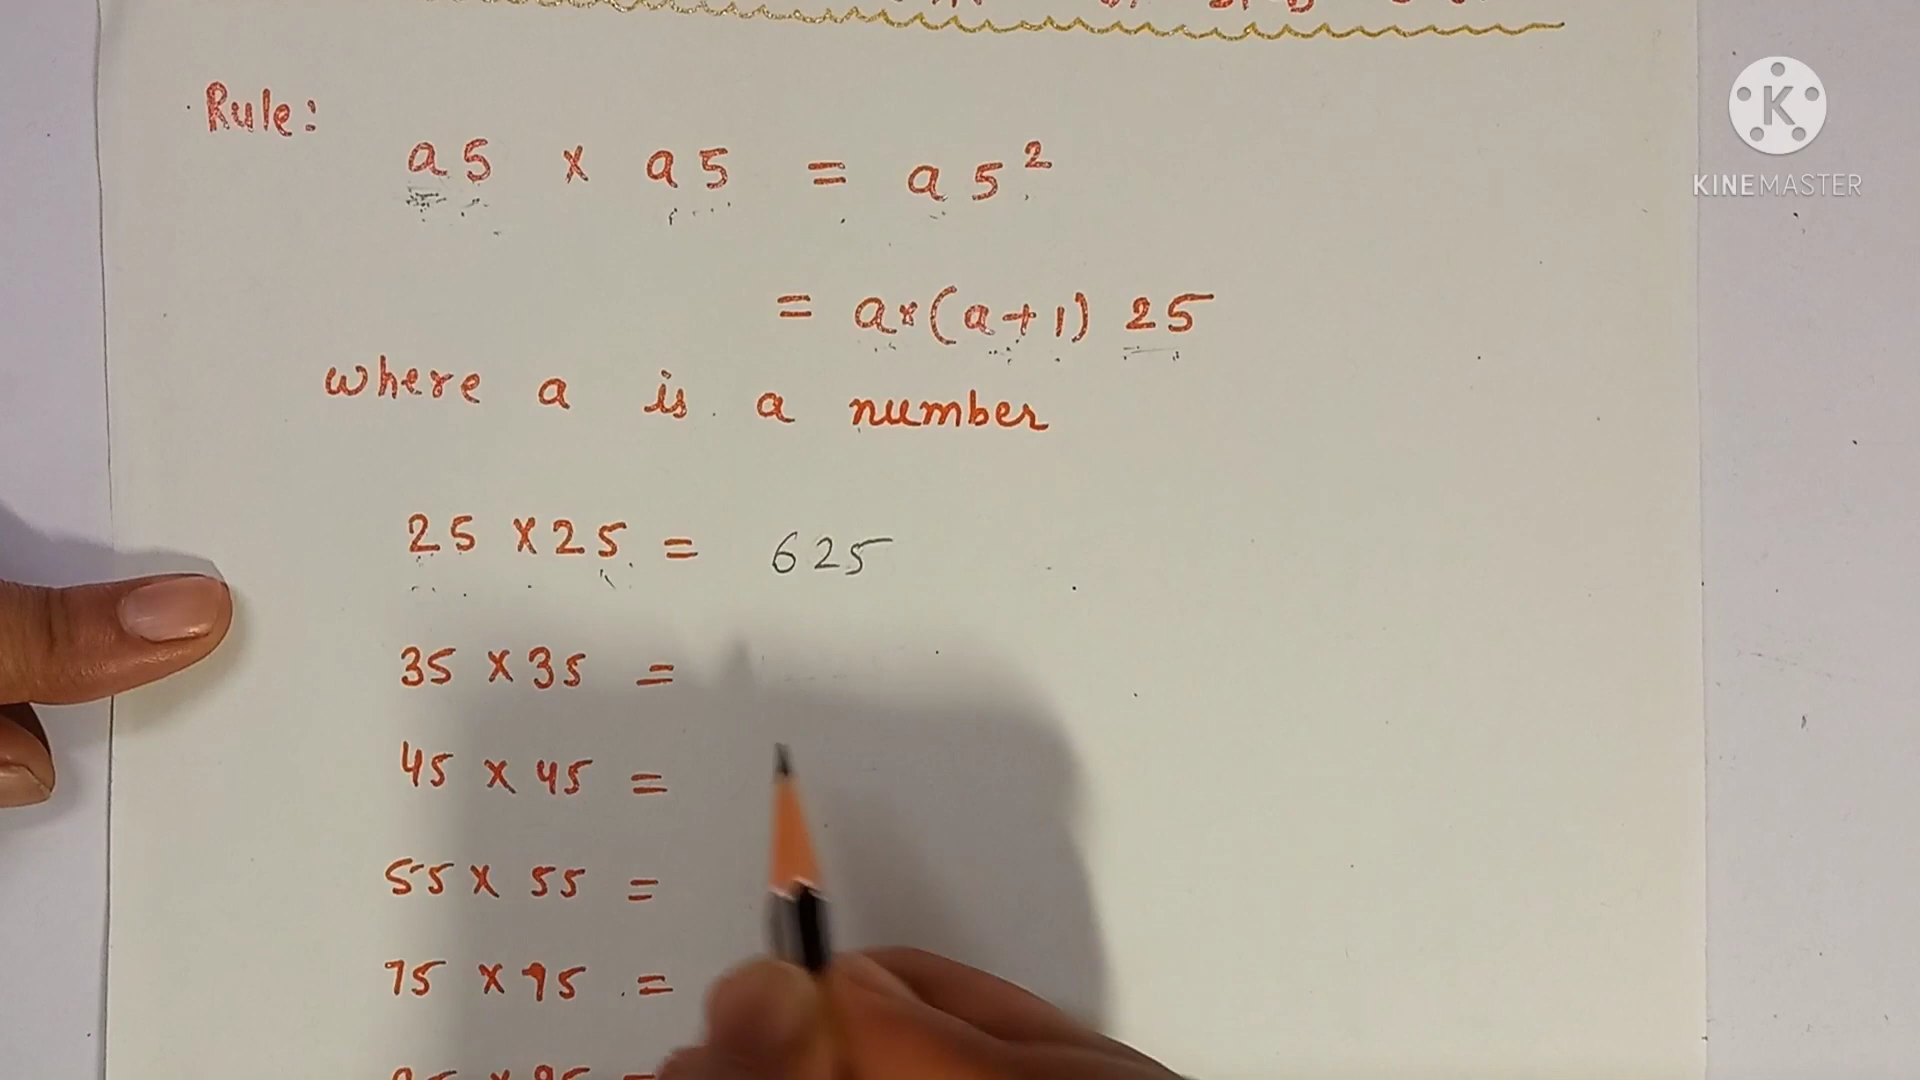 Rule:
a5 x a5 = a5²
= a×(a+1) 25
where a is a number
25 x 25 = 625
35 x 35 =
45 x 45 =
55 x 55 =
75 x 75 =
KINEMASTER